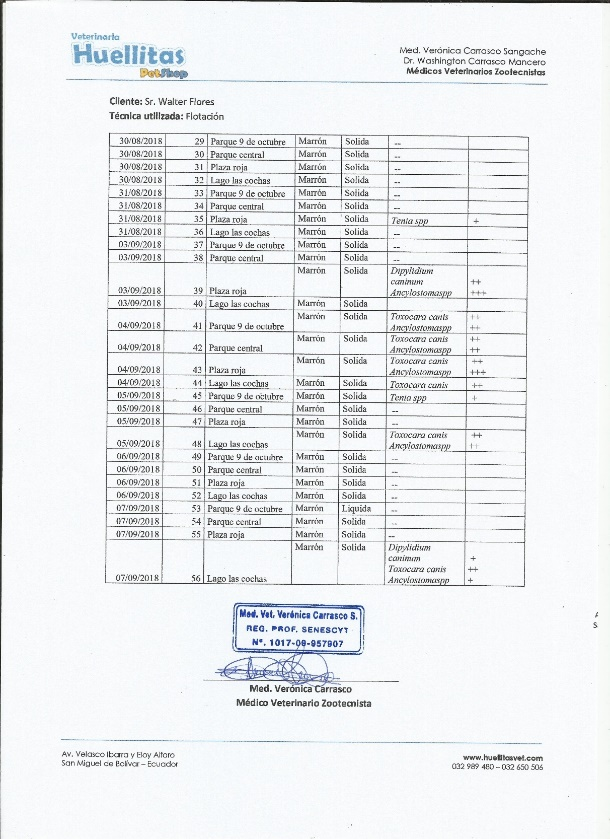 Veterinaria
Huellitas
PetShop
Med. Verónica Carrasco Sangache
Dr. Washington Carrasco Mancero
Médicos Veterinarios Zootecnistas
Cliente: Sr. Walter Flores
Técnica utilizada: Flotación
30/08/2018 29 Parque 9 de octubre Marrón Solida --
30/08/2018 30 Parque central Marrón Solida --
30/08/2018 31 Plaza roja Marrón Solida --
30/08/2018 32 Lago las cochas Marrón Solida --
31/08/2018 33 Parque 9 de octubre Marrón Solida --
31/08/2018 34 Parque central Marrón Solida --
31/08/2018 35 Plaza roja Marrón Solida Tenia spp +
31/08/2018 36 Lago las cochas Marrón Solida --
03/09/2018 37 Parque 9 de octubre Marrón Solida --
03/09/2018 38 Parque central Marrón Solida --
Marrón Solida Dipylidium
caninum ++
03/09/2018 39 Plaza roja Ancylostomaspp +++
03/09/2018 40 Lago las cochas Marrón Solida
Marrón Solida Toxocara canis ++
04/09/2018 41 Parque 9 de octubre Ancylostomaspp ++
Marrón Solida Toxocara canis ++
04/09/2018 42 Parque central Ancylostomaspp ++
Marrón Solida Toxocara canis ++
04/09/2018 43 Plaza roja Ancylostomaspp +++
04/09/2018 44 Lago las cochas Marrón Solida Toxocara canis ++
05/09/2018 45 Parque 9 de octubre Marrón Solida Tenia spp +
05/09/2018 46 Parque central Marrón Solida --
05/09/2018 47 Plaza roja Marrón Solida --
Marrón Solida Toxocara canis ++
05/09/2018 48 Lago las cochas Ancylostomaspp ++
06/09/2018 49 Parque 9 de octubre Marrón Solida --
06/09/2018 50 Parque central Marrón Solida --
06/09/2018 51 Plaza roja Marrón Solida --
06/09/2018 52 Lago las cochas Marrón Solida --
07/09/2018 53 Parque 9 de octubre Marrón Liquida --
07/09/2018 54 Parque central Marrón Solida --
07/09/2018 55 Plaza roja Marrón Solida --
Marrón Solida Dipylidium
caninum +
Toxocara canis ++
07/09/2018 56 Lago las cochas Ancylostomaspp +
Med. Vet. Verónica Carrasco S.
REG. PROF. SENESCYT
Nº. 1017-09-957907
Med. Verónica Carrasco
Médico Veterinario Zootecnista
Av. Velasco Ibarra y Eloy Alfaro
San Miguel de Bolívar – Ecuador
www.huellitasvet.com
032 989 480 – 032 650 506